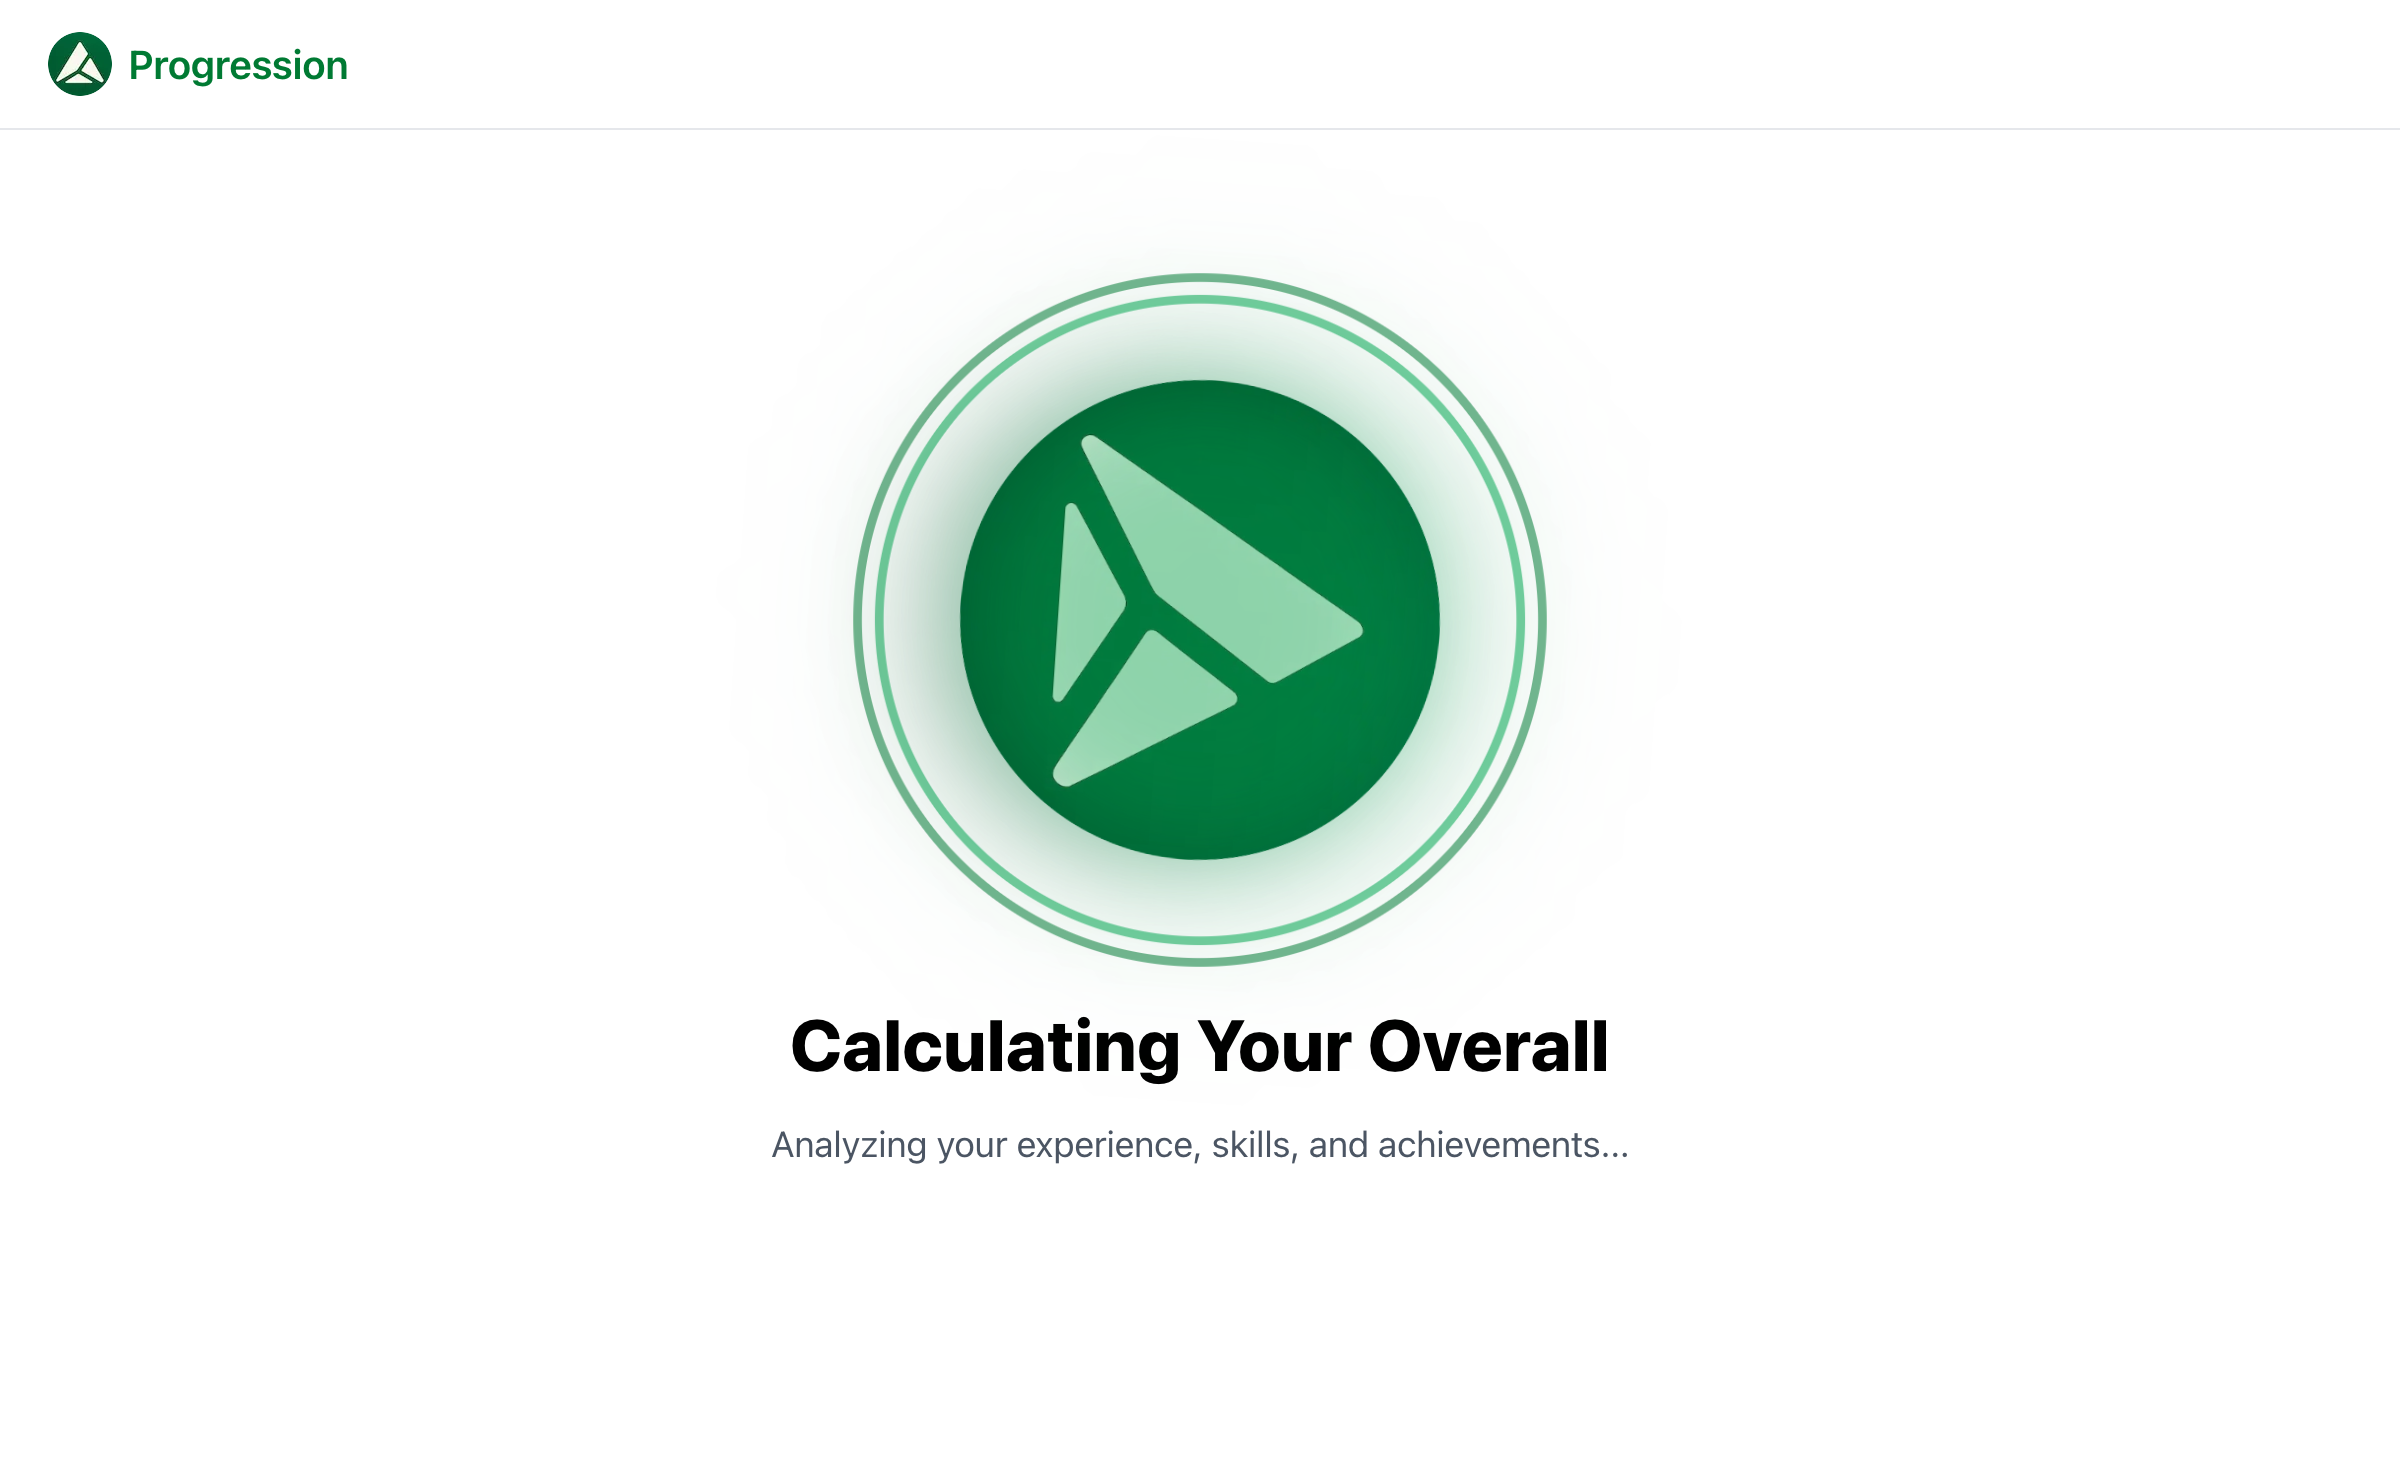 Progression
Calculating Your Overall
Analyzing your experience, skills, and achievements...